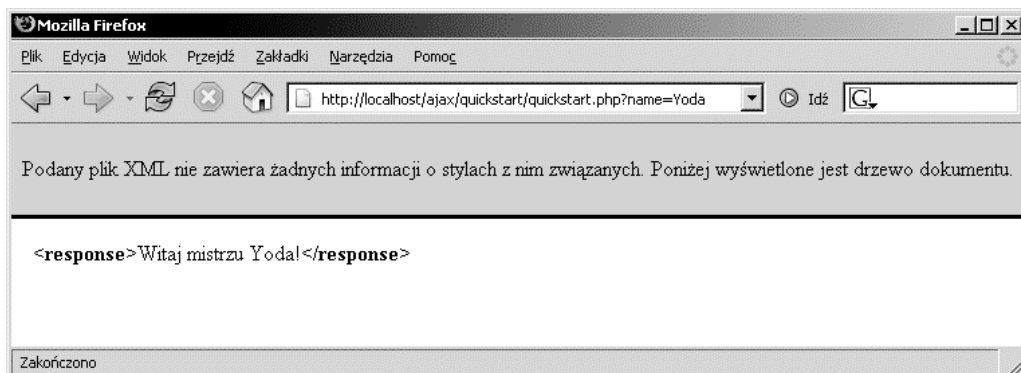 Mozilla Firefox
Plik Edycja Widok Przejdź Zakładki Narzędzia Pomoc
http://localhost/ajax/quickstart/quickstart.php?name=Yoda Idź G
Podany plik XML nie zawiera żadnych informacji o stylach z nim związanych. Poniżej wyświetlone jest drzewo dokumentu.
<response>Witaj mistrzu Yoda!</response>
Zakończono